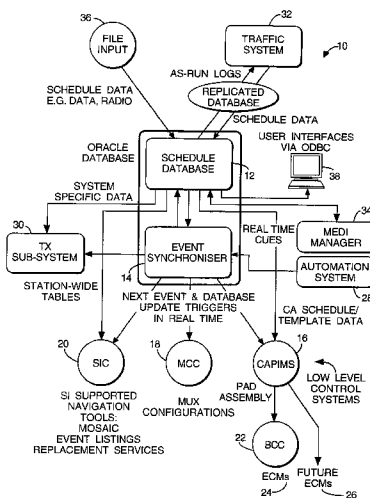 36
FILE
INPUT
32
TRAFFIC
SYSTEM
10
AS-RUN LOGS
SCHEDULE DATA
E.G. DATA, RADIO
REPLICATED
DATABASE
SCHEDULE DATA
ORACLE
DATABASE
SCHEDULE
DATABASE
12
USER INTERFACES
VIA ODBC
38
SYSTEM
SPECIFIC DATA
30
TX
SUB-SYSTEM
REAL TIME
CUES
34
MEDI
MANAGER
EVENT
SYNCHRONISER
14
AUTOMATION
SYSTEM
28
STATION-WIDE
TABLES
NEXT EVENT & DATABASE
UPDATE TRIGGERS
IN REAL TIME
CA SCHEDULE/
TEMPLATE DATA
20
SIC
18
MCC
16
CAPIMS
SI SUPPORTED
NAVIGATION
TOOLS:
MOSAIC
EVENT LISTINGS
REPLACEMENT SERVICES
MUX
CONFIGURATIONS
PAD
ASSEMBLY
LOW LEVEL
CONTROL
SYSTEMS
22
BCC
ECMs
24
FUTURE
ECMs
26